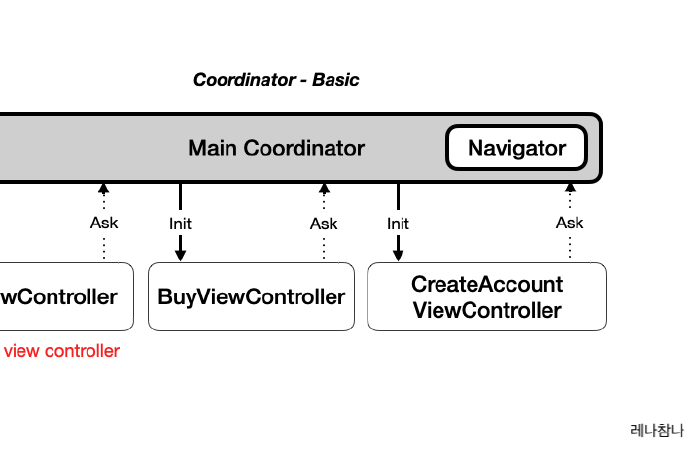 Coordinator - Basic
Main Coordinator
Navigator
Ask
Init
Ask
Init
Ask
wController
BuyViewController
CreateAccount
ViewController
view controller
레나참나